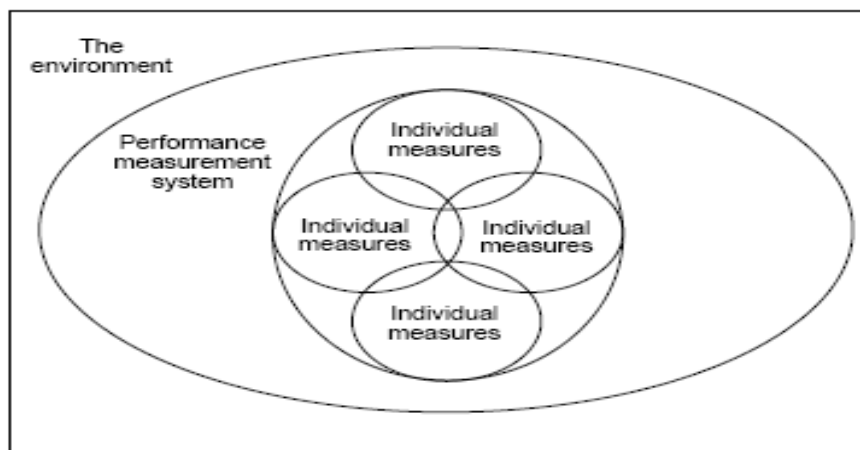 The
environment
Performance
measurement
system
Individual
measures
Individual
measures
Individual
measures
Individual
measures